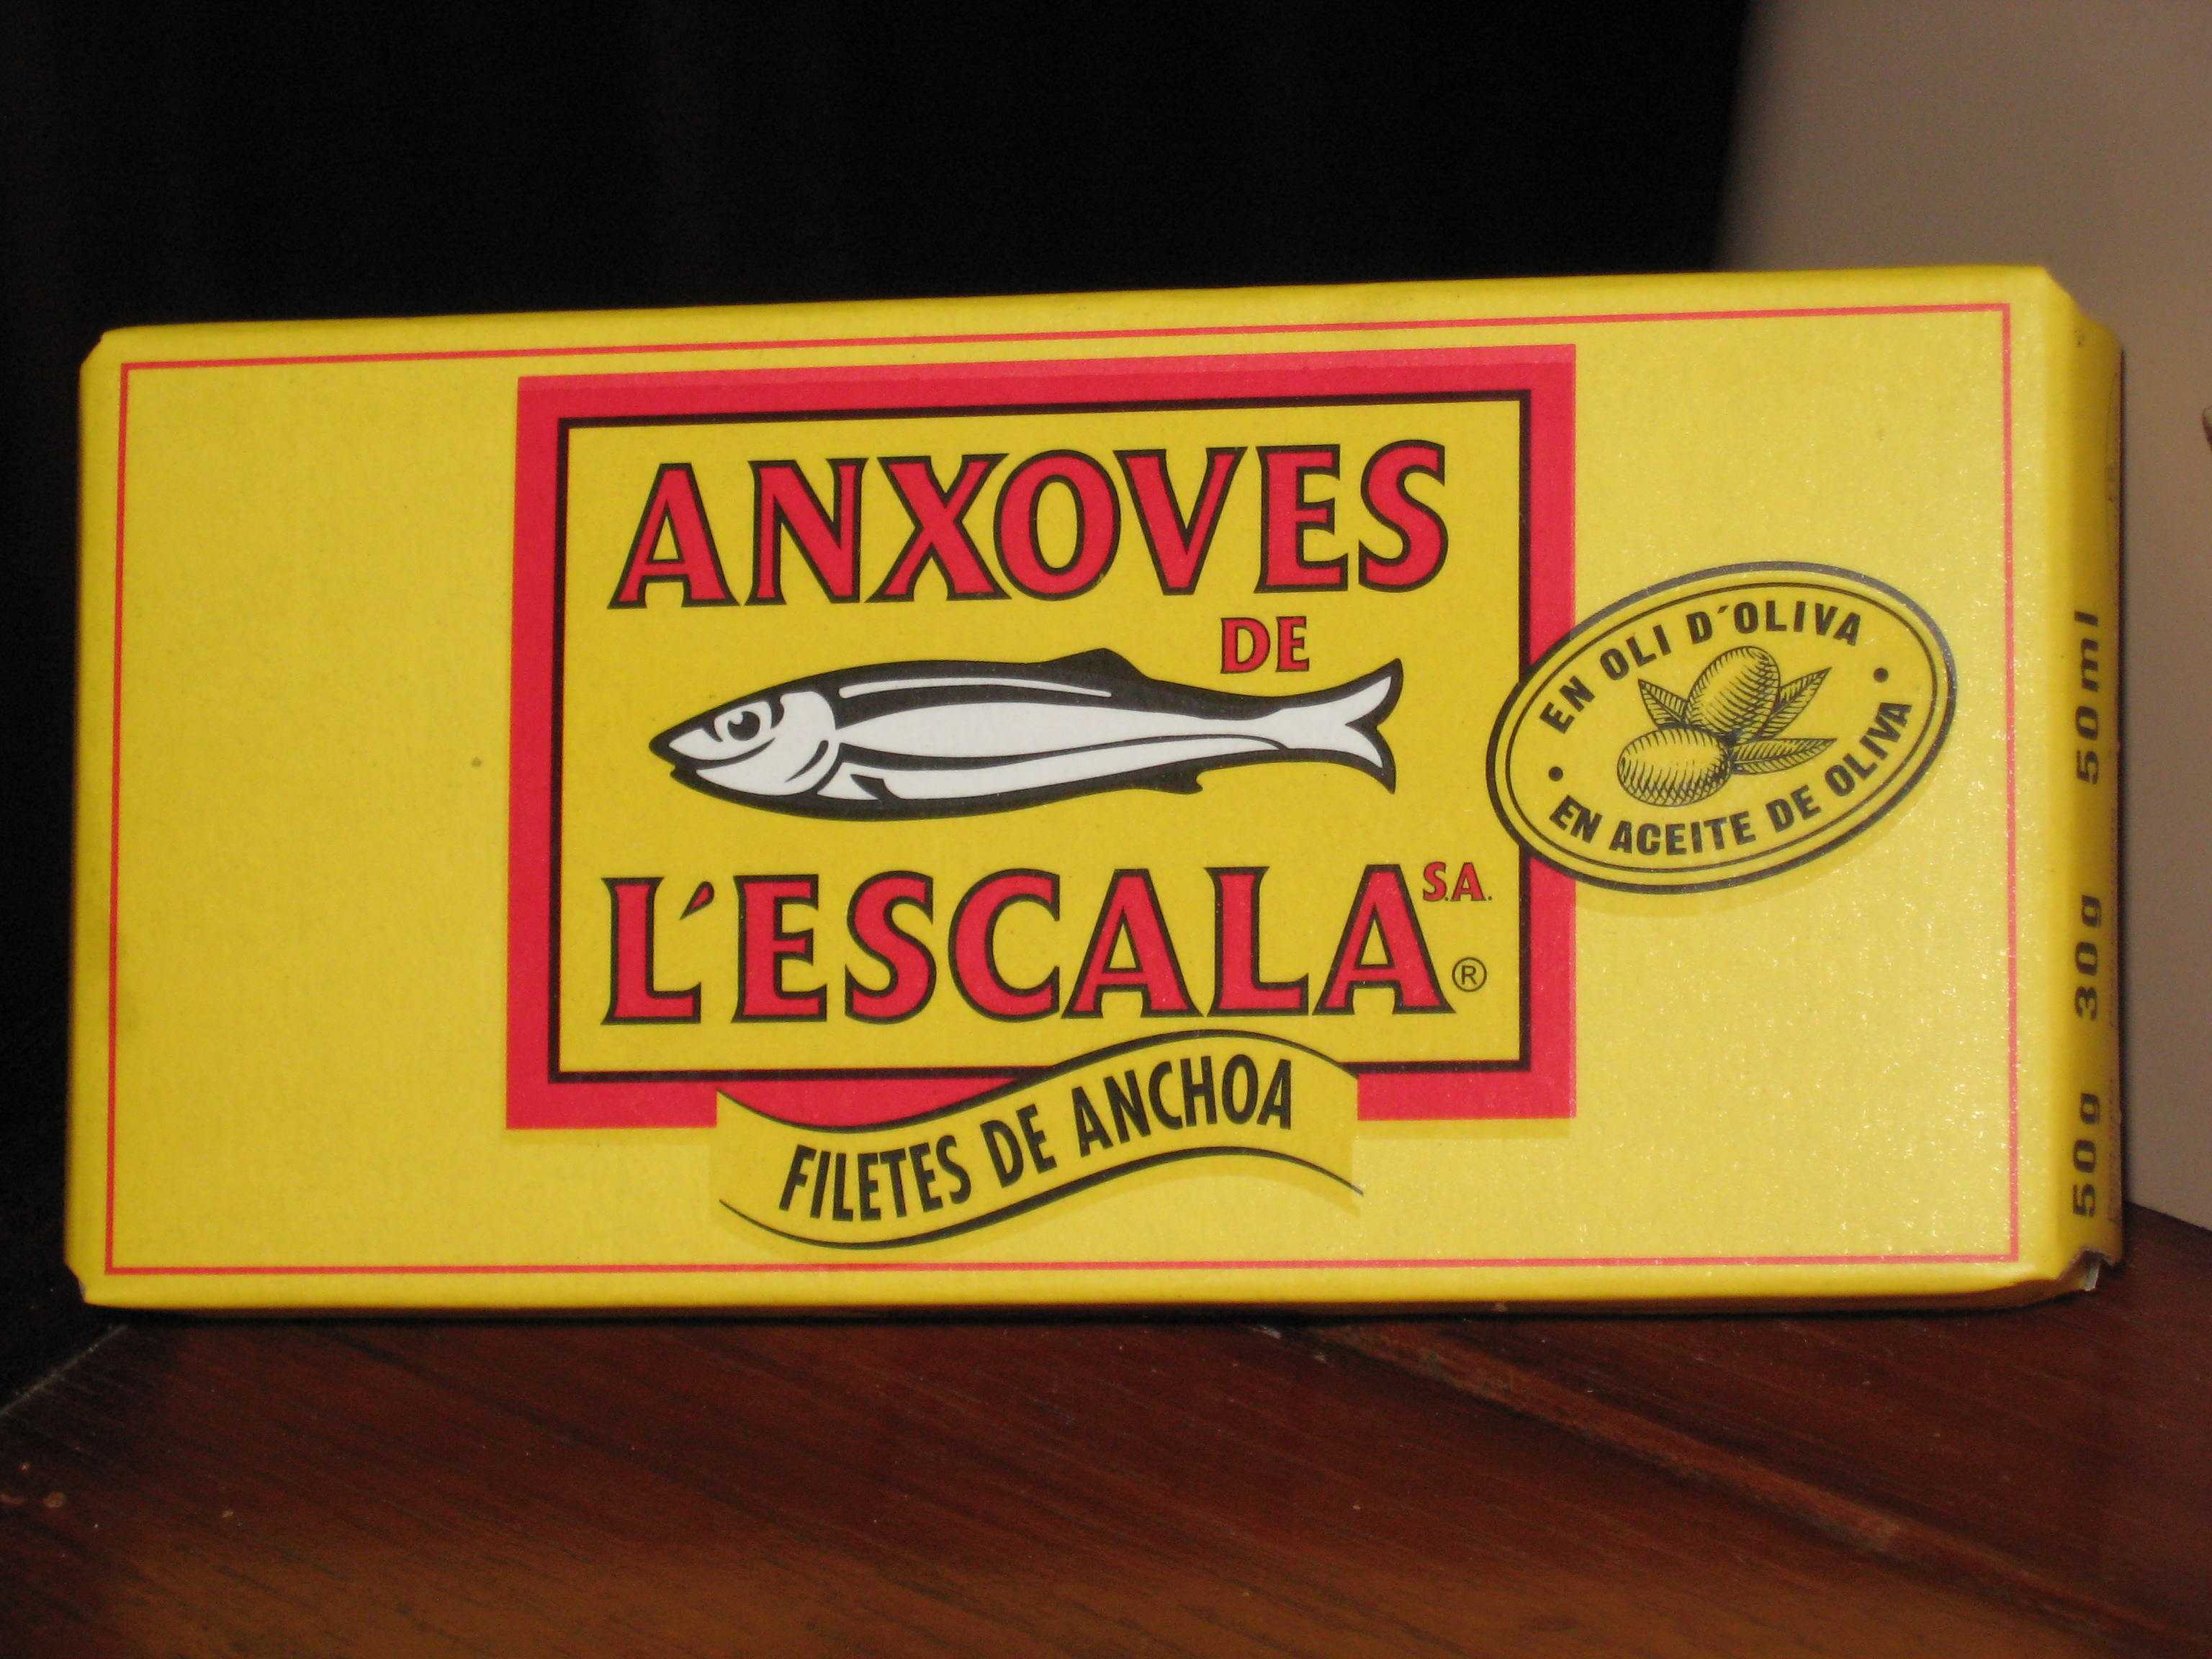 ANXOVES
DE
L´ESCALA S.A.
®
FILETES DE ANCHOA
EN OLI D´OLIVA
EN ACEITE DE OLIVA
50g 30g 50ml